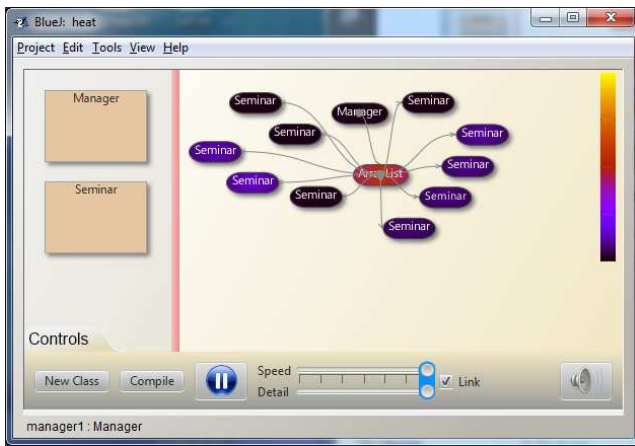 BlueJ: heat
Project Edit Tools View Help
Manager
Seminar
Seminar
Manager
Seminar
Seminar
Seminar
Seminar
Seminar
Seminar
ArrayList
Seminar
Seminar
Seminar
Controls
New Class
Compile
Speed
Detail
Link
manager1 : Manager